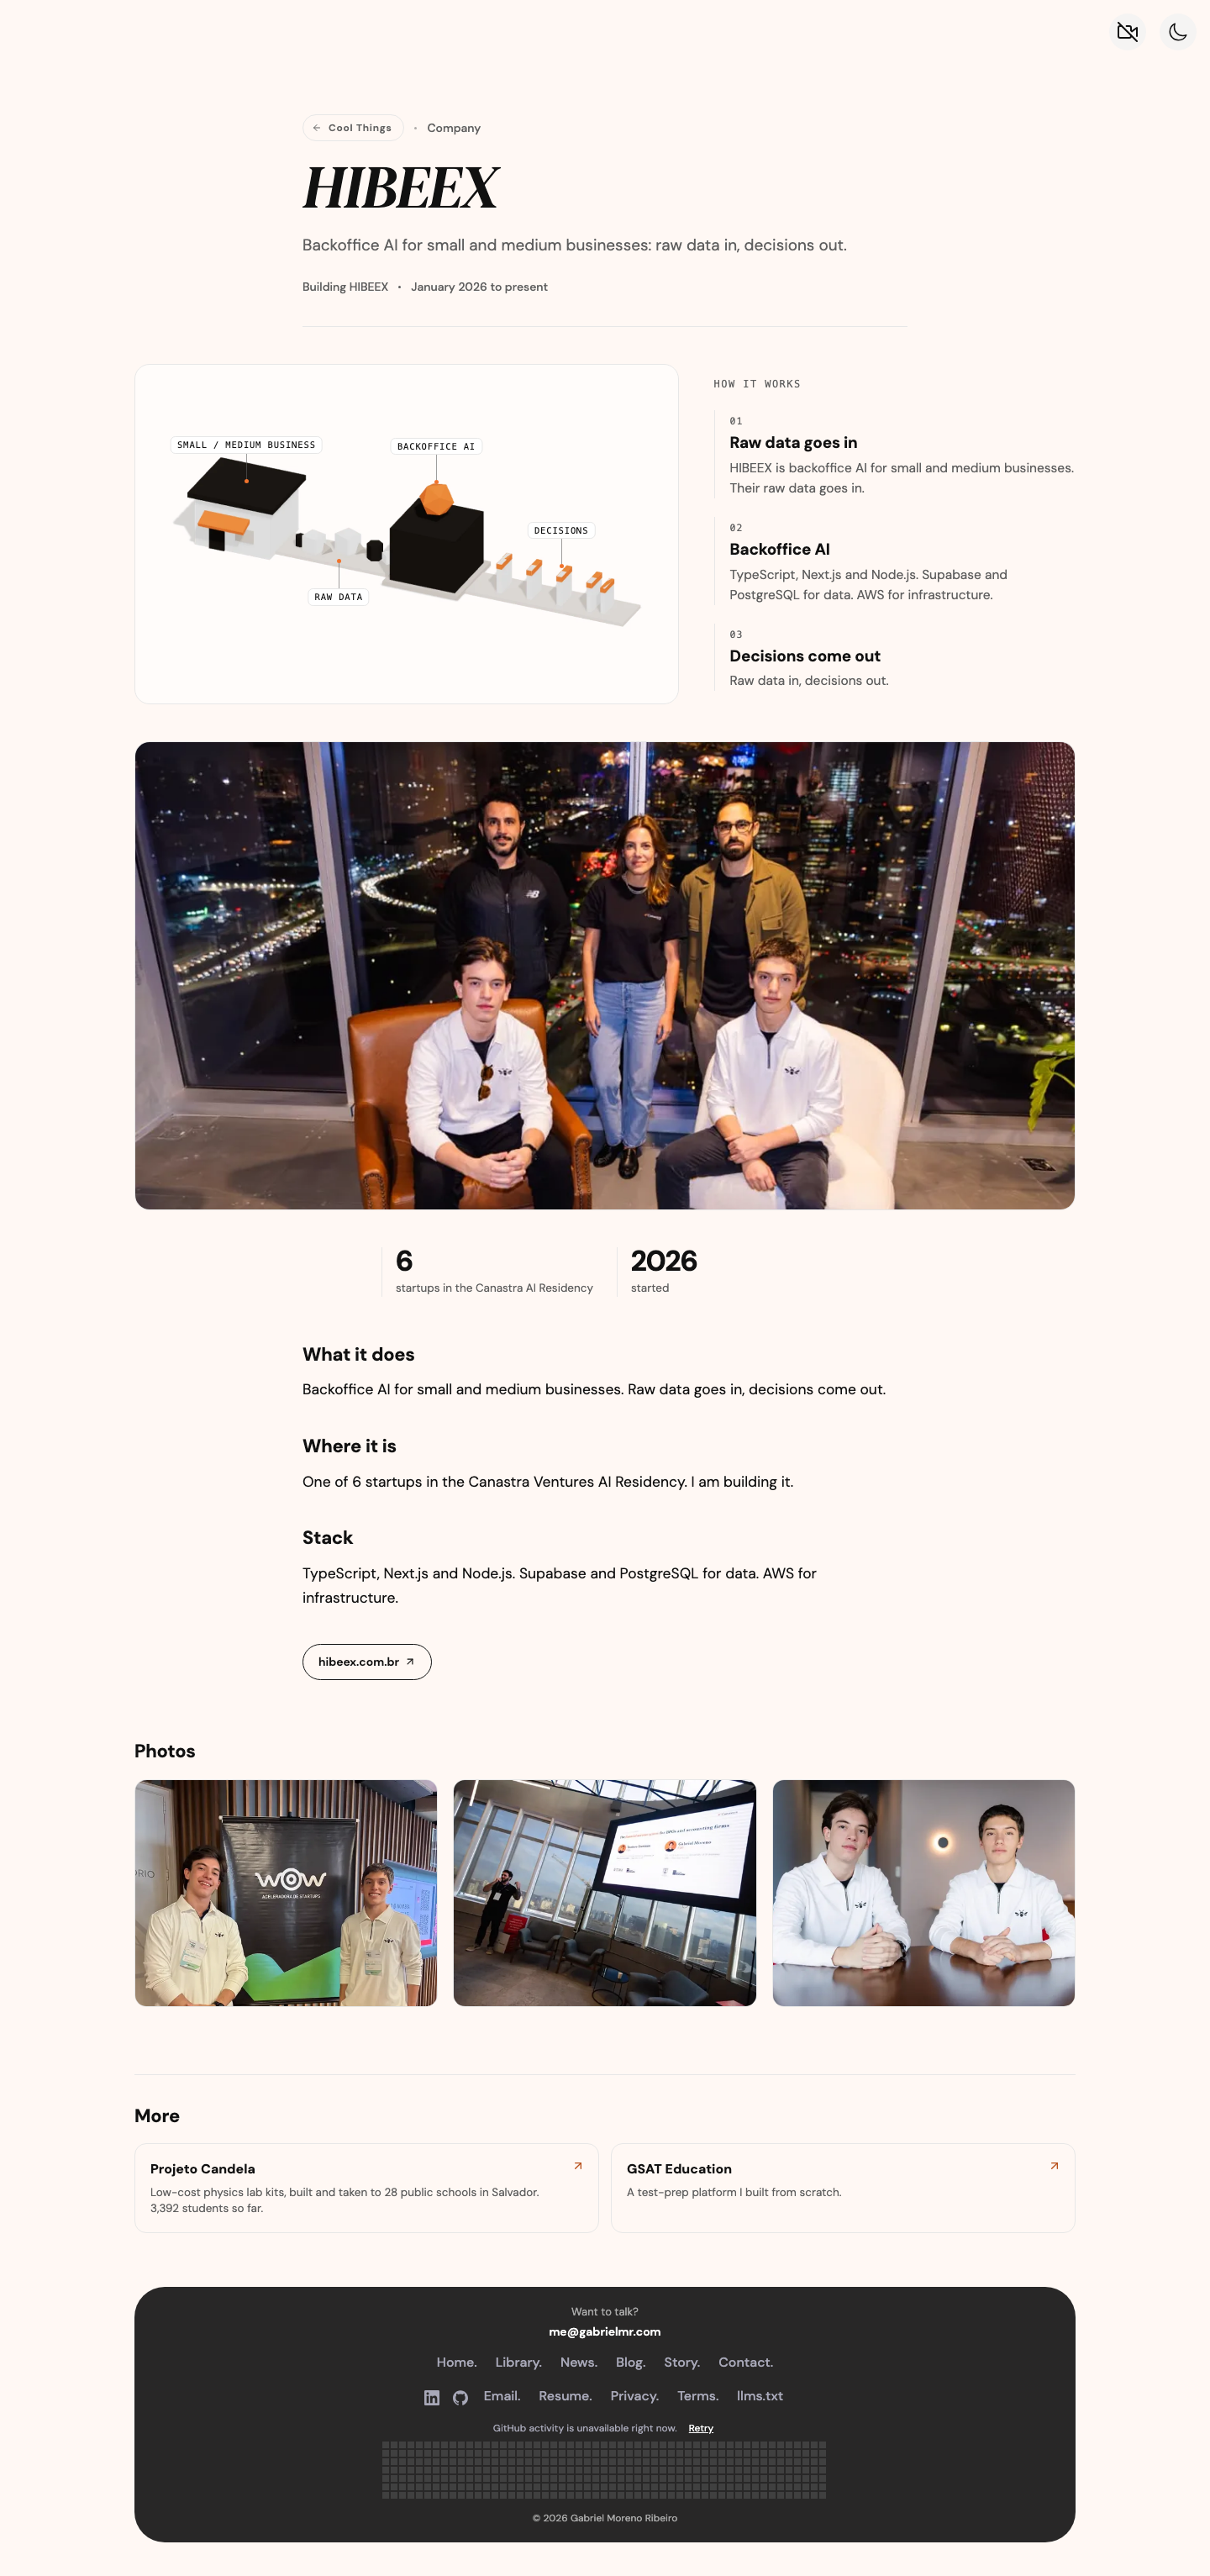 Cool Things · Company
HIBEEX
Backoffice AI for small and medium businesses: raw data in, decisions out.
Building HIBEEX • January 2026 to present
SMALL / MEDIUM BUSINESS
BACKOFFICE AI
DECISIONS
RAW DATA
HOW IT WORKS
01
Raw data goes in
HIBEEX is backoffice AI for small and medium businesses.
Their raw data goes in.
02
Backoffice AI
TypeScript, Next.js and Node.js. Supabase and
PostgreSQL for data. AWS for infrastructure.
03
Decisions come out
Raw data in, decisions out.
6
startups in the Canastra AI Residency
2026
started
What it does
Backoffice AI for small and medium businesses. Raw data goes in, decisions come out.
Where it is
One of 6 startups in the Canastra Ventures AI Residency. I am building it.
Stack
TypeScript, Next.js and Node.js. Supabase and PostgreSQL for data. AWS for
infrastructure.
hibeex.com.br
Photos
WOW
ACELERADORA DE STARTUPS
More
Projeto Candela
Low-cost physics lab kits, built and taken to 28 public schools in Salvador.
3,392 students so far.
GSAT Education
A test-prep platform I built from scratch.
Want to talk?
me@gabrielmr.com
Home. Library. News. Blog. Story. Contact.
Email. Resume. Privacy. Terms. llms.txt
GitHub activity is unavailable right now. Retry
© 2026 Gabriel Moreno Ribeiro